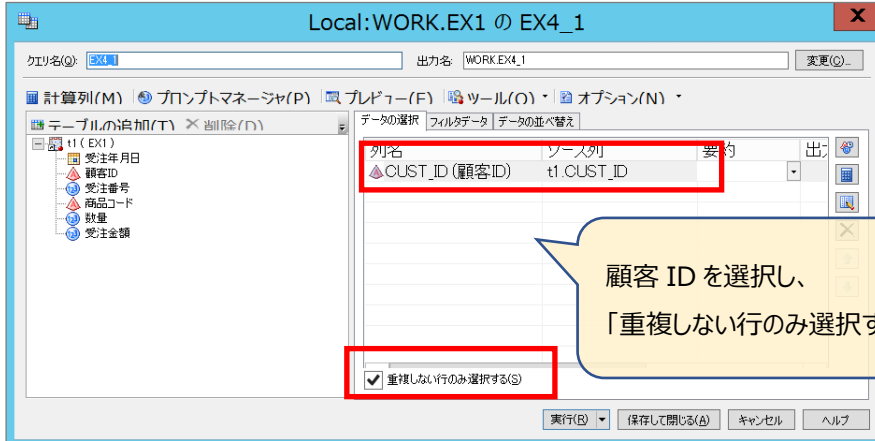 Local:WORK.EX1 の EX4_1
X
クエリ名(Q): EX4_1
出力名: WORK.EX4_1
変更(C)...
計算列(M) プロンプトマネージャ(P) プレビュー(E) ツール(O) オプション(N)
テーブルの追加(T) 削除(D)
データの選択 フィルタデータ データの並べ替え
t1 ( EX1 )
受注年月日
顧客ID
受注番号
商品コード
数量
受注金額
列名 ソース列 要約 出
CUST_ID (顧客ID) t1.CUST_ID
顧客 ID を選択し、
「重複しない行のみ選択す
重複しない行のみ選択する(S)
実行(R) 保存して閉じる(A) キャンセル ヘルプ